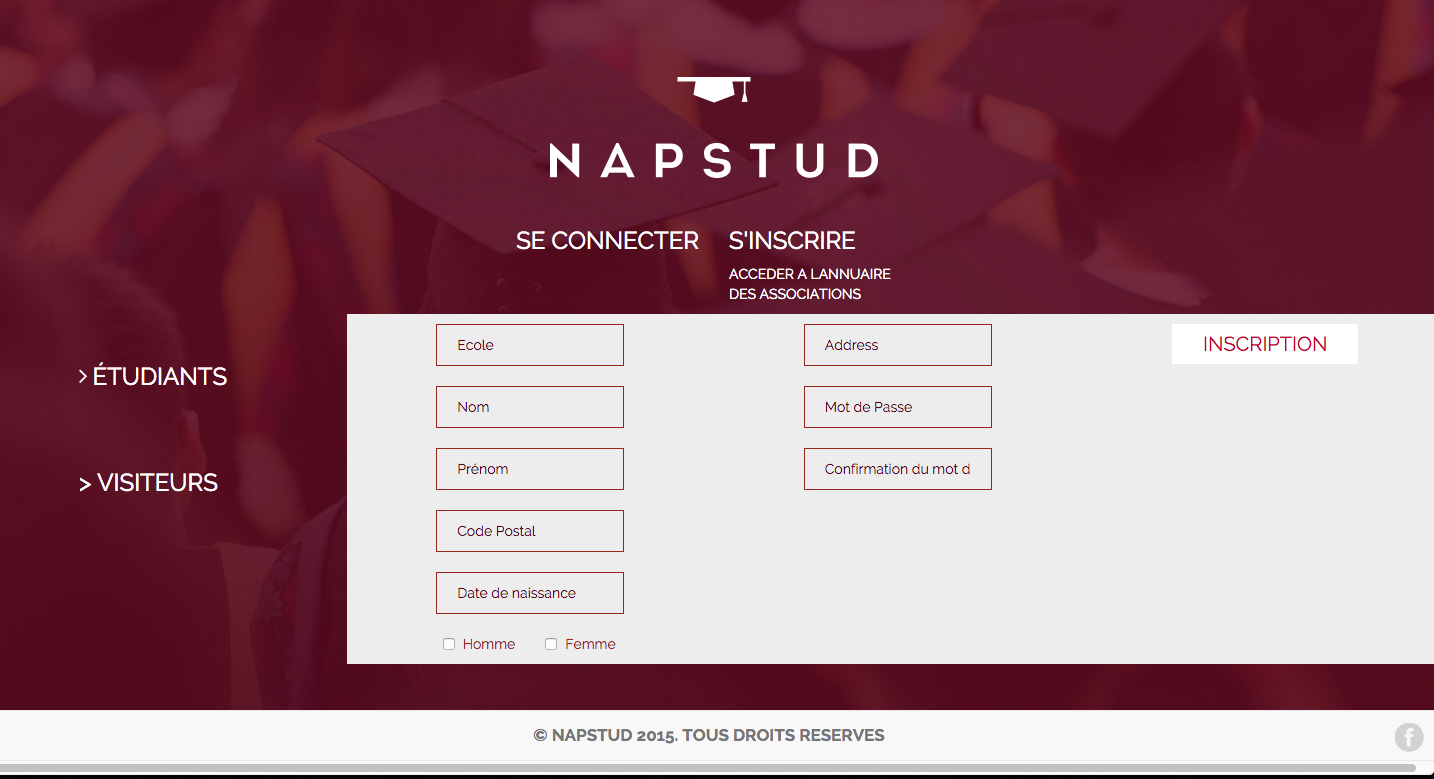 NAPSTUD
SE CONNECTER
S'INSCRIRE
ACCEDER A LANNUAIRE
DES ASSOCIATIONS
> ÉTUDIANTS
> VISITEURS
Ecole
Nom
Prénom
Code Postal
Date de naissance
Homme
Femme
Address
Mot de Passe
Confirmation du mot d
INSCRIPTION
© NAPSTUD 2015. TOUS DROITS RESERVES